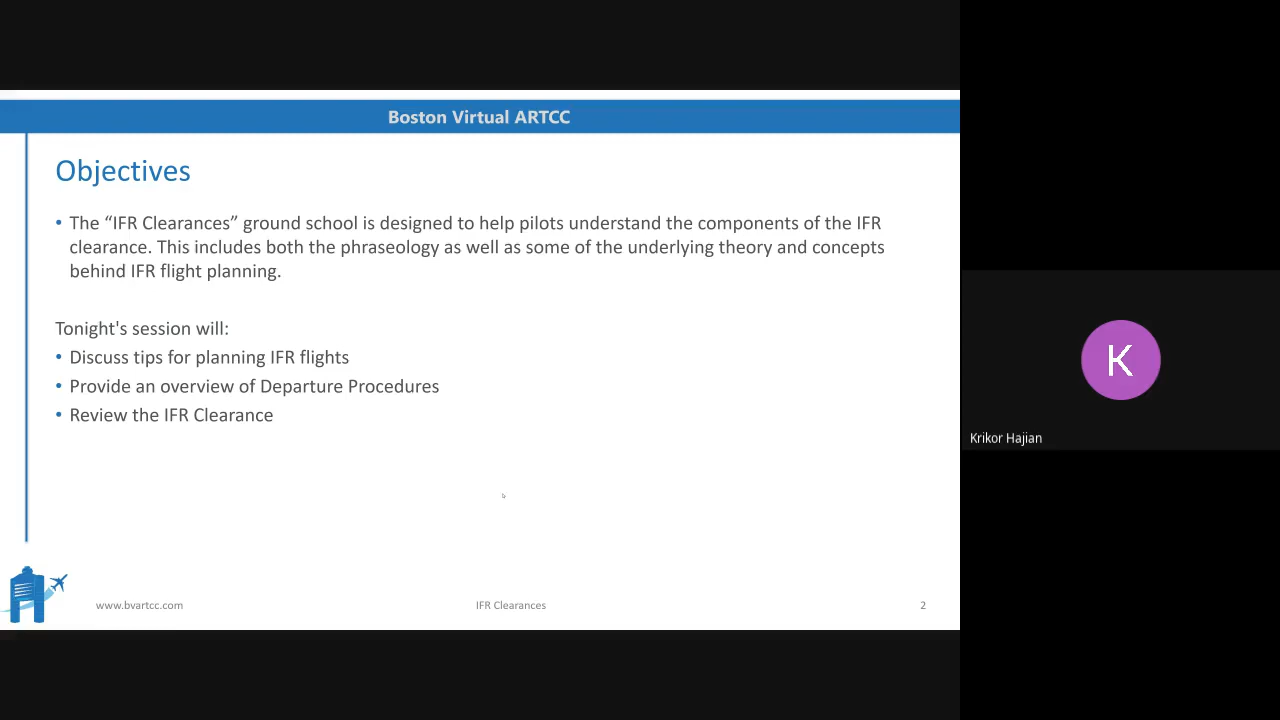 Boston Virtual ARTCC
Objectives
• The “IFR Clearances” ground school is designed to help pilots understand the components of the IFR
clearance. This includes both the phraseology as well as some of the underlying theory and concepts
behind IFR flight planning.
Tonight's session will:
• Discuss tips for planning IFR flights
• Provide an overview of Departure Procedures
• Review the IFR Clearance
www.bvartcc.com
IFR Clearances
2
K
Krikor Hajian